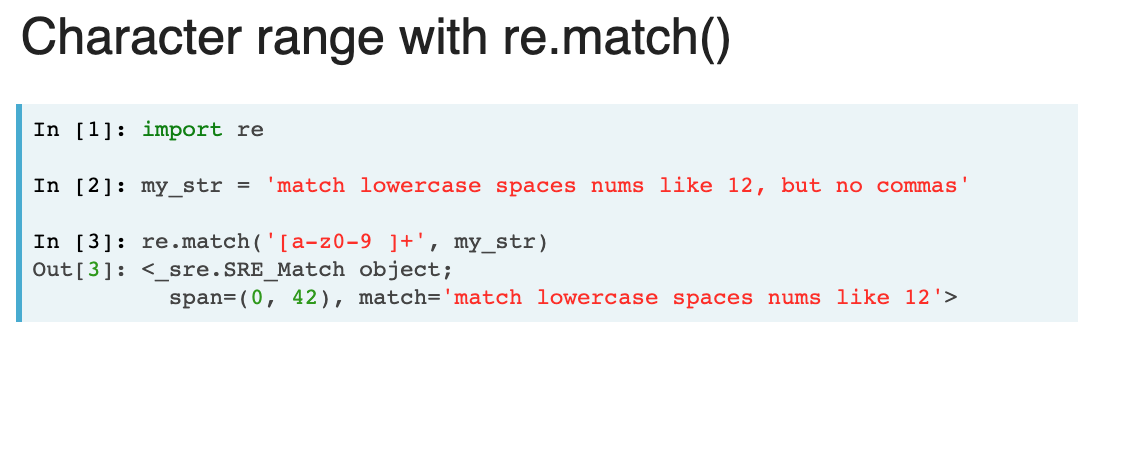 Character range with re.match()
In [1]: import re
In [2]: my_str = 'match lowercase spaces nums like 12, but no commas'
In [3]: re.match('[a-z0-9 ]+', my_str)
Out[3]: <_sre.SRE_Match object;
span=(0, 42), match='match lowercase spaces nums like 12'>